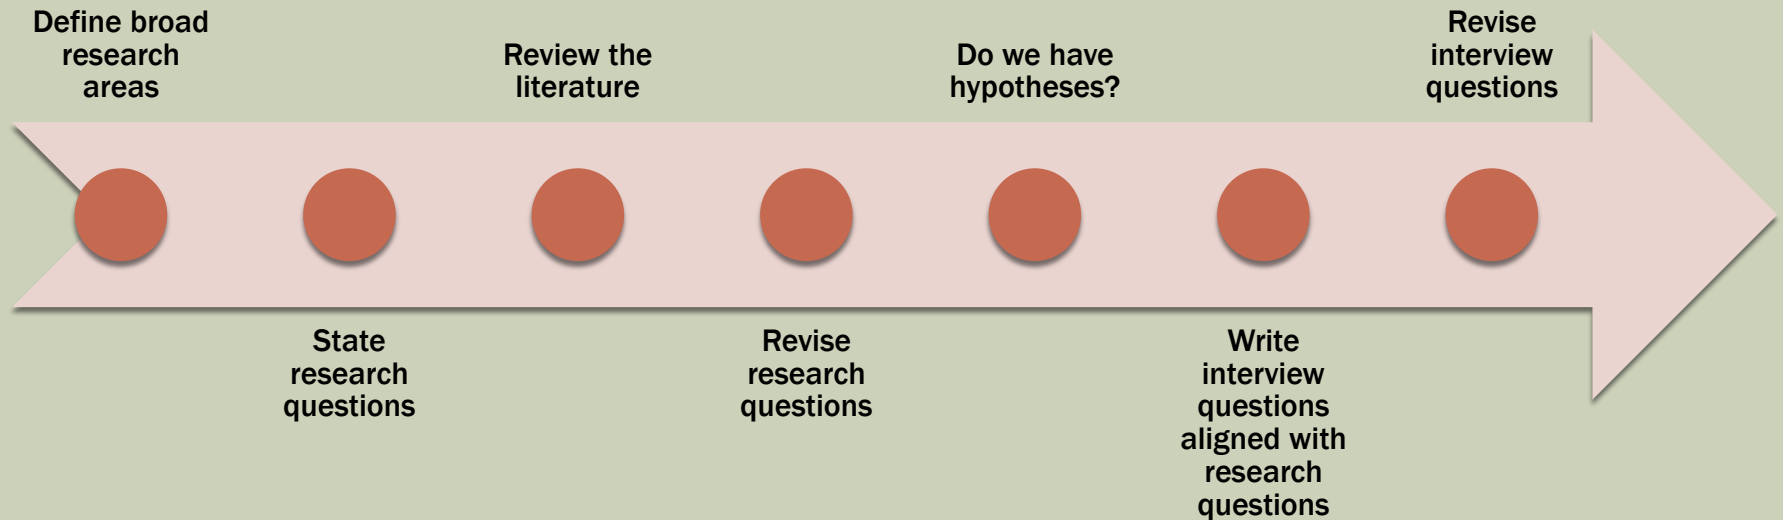 Define broad
research
areas
State
research
questions
Review the
literature
Revise
research
questions
Do we have
hypotheses?
Write
interview
questions
aligned with
research
questions
Revise
interview
questions